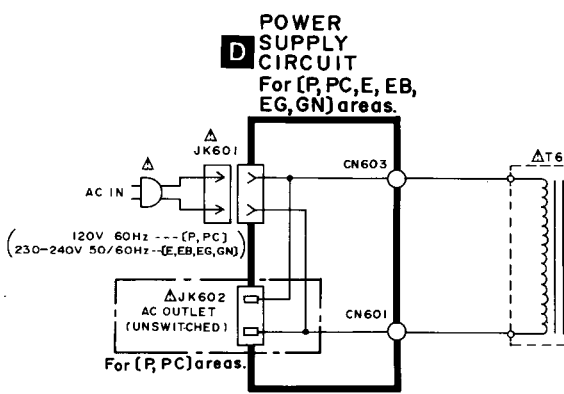 POWER
D SUPPLY
CIRCUIT
For [P, PC, E, EB,
EG, GN] areas.
JK601
CN603
T6
AC IN
120V 60Hz ---- [P, PC]
230-240V 50/60Hz--[E,EB,EG,GN]
JK602
AC OUTLET
(UNSWITCHED)
CN601
For [P, PC] areas.